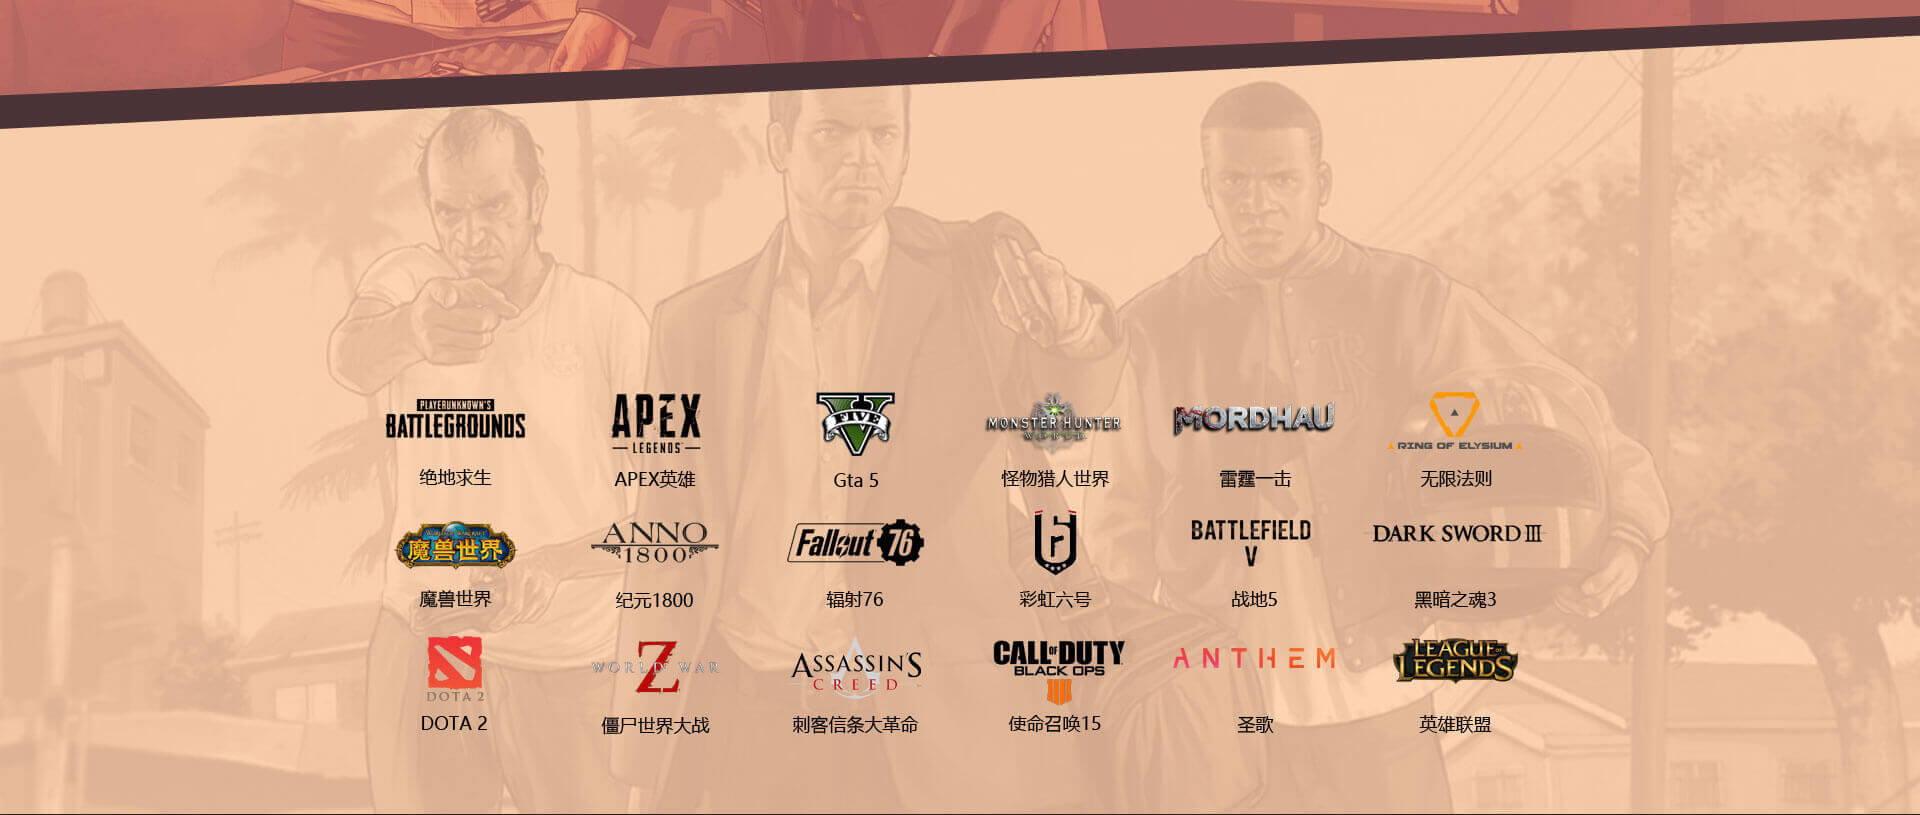 PLAYERUNKNOWN'S
BATTLEGROUNDS
绝地求生
APEX
LEGENDS
APEX英雄
V
FIVE
Gta 5
MONSTER HUNTER
WORLD
怪物猎人世界
MORDHAU
雷霆一击
RING OF ELYSIUM
无限法则
WORLD WARCRAFT
魔兽世界
魔兽世界
ANNO
1800
纪元1800
Fallout 76
辐射76
彩虹六号
BATTLEFIELD
V
战地5
DARK SWORD III
黑暗之魂3
DOTA 2
DOTA 2
WORLD WAR
Z
僵尸世界大战
ASSASSIN'S
CREED
刺客信条大革命
CALL OF DUTY
BLACK OPS
IIII
使命召唤15
ANTHEM
圣歌
LEAGUE OF
LEGENDS
英雄联盟